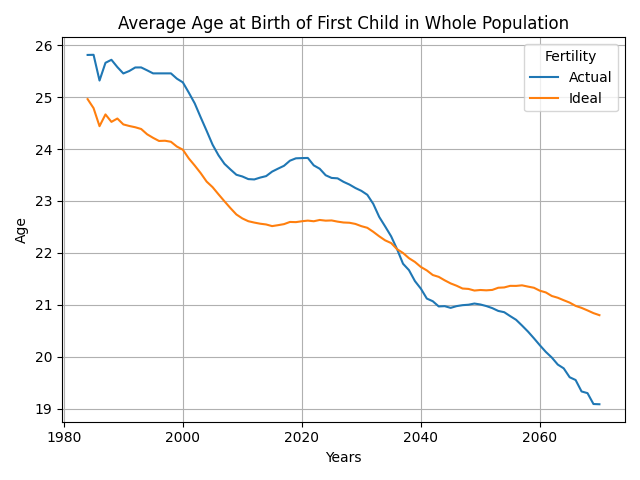 Average Age at Birth of First Child in Whole Population
Fertility
Actual
Ideal
Age
26
25
24
23
22
21
20
19
1980
2000
2020
2040
2060
Years